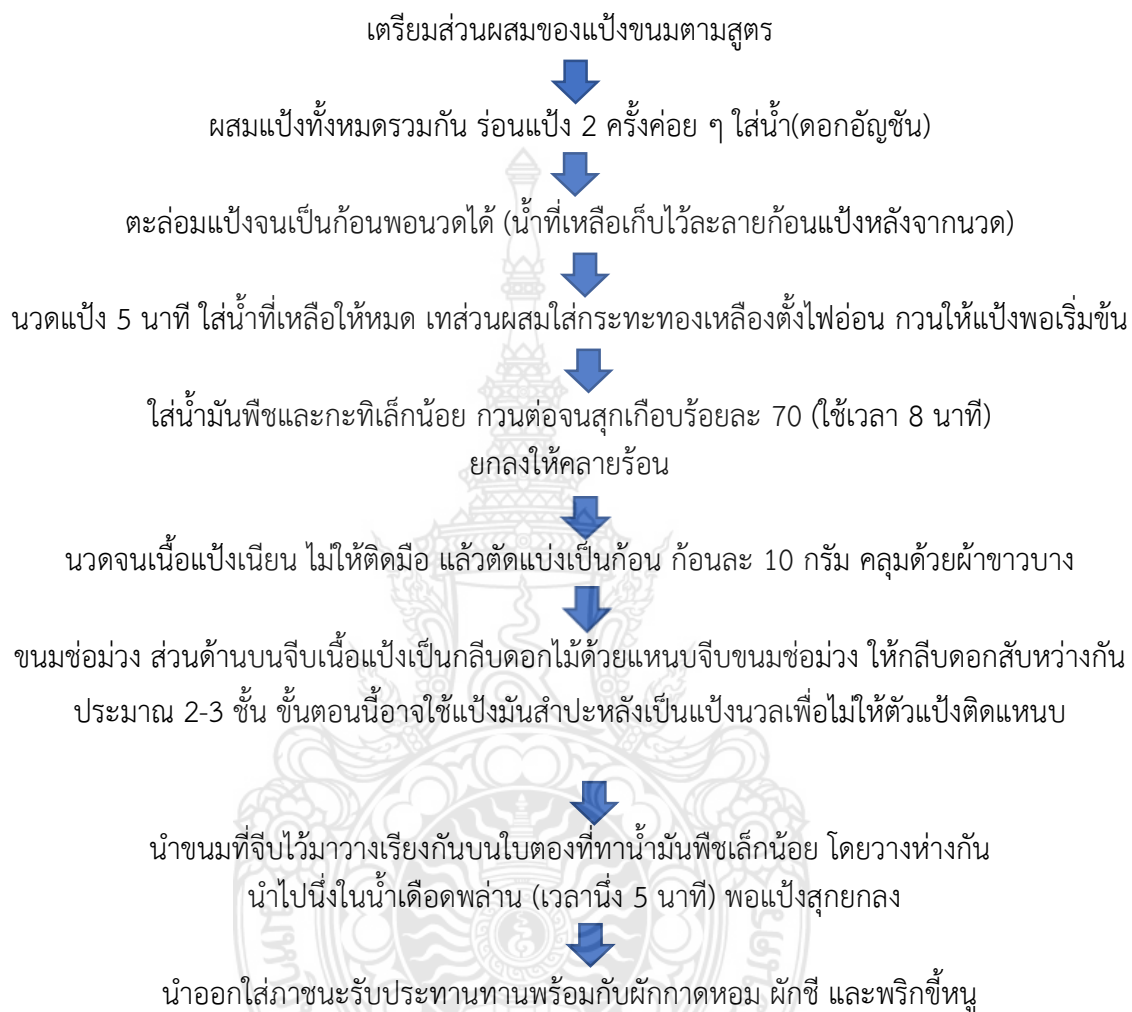 เตรียมส่วนผสมของแป้งขนมตามสูตร
ผสมแป้งทั้งหมดรวมกัน ร่อนแป้ง 2 ครั้งค่อย ๆ ใส่น้ำ(ดอกอัญชัน)
ตะล่อมแป้งจนเป็นก้อนพอนวดได้ (น้ำที่เหลือเก็บไว้ละลายก้อนแป้งหลังจากนวด)
นวดแป้ง 5 นาที ใส่น้ำที่เหลือให้หมด เทส่วนผสมใส่กระทะทองเหลืองตั้งไฟอ่อน กวนให้แป้งพอเริ่มข้น
ใส่น้ำมันพืชและกะทิเล็กน้อย กวนต่อจนสุกเกือบร้อยละ 70 (ใช้เวลา 8 นาที)
ยกลงให้คลายร้อน
นวดจนเนื้อแป้งเนียน ไม่ให้ติดมือ แล้วตัดแบ่งเป็นก้อน ก้อนละ 10 กรัม คลุมด้วยผ้าขาวบาง
ขนมช่อม่วง ส่วนด้านบนจีบเนื้อแป้งเป็นกลีบดอกไม้ด้วยแหนบจีบขนมช่อม่วง ให้กลีบดอกสับหว่างกัน
ประมาณ 2-3 ชั้น ขั้นตอนนี้อาจใช้แป้งมันสำปะหลังเป็นแป้งนวลเพื่อไม่ให้ตัวแป้งติดแหนบ
นำขนมที่จีบไว้มาวางเรียงกันบนใบตองที่ทาน้ำมันพืชเล็กน้อย โดยวางห่างกัน
นำไปนึ่งในน้ำเดือดพล่าน (เวลานึ่ง 5 นาที) พอแป้งสุกยกลง
นำออกใส่ภาชนะรับประทานทานพร้อมกับผักกาดหอม ผักชี และพริกขี้หนู